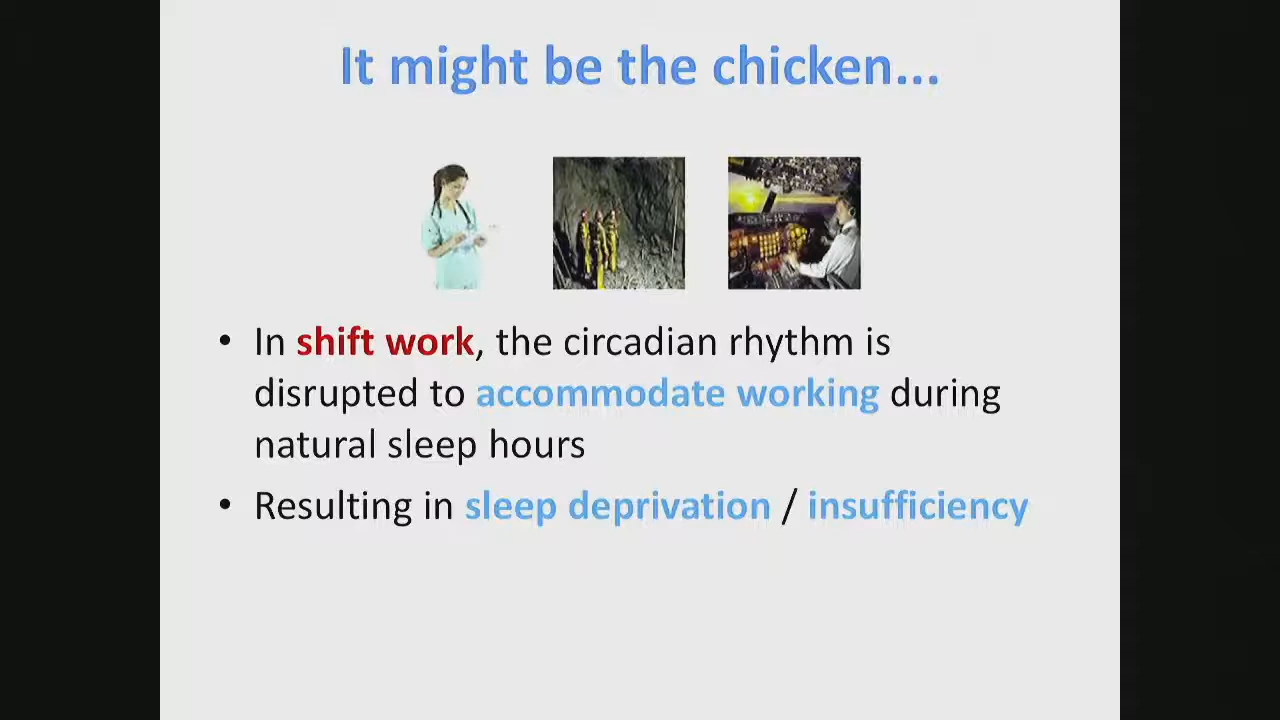 It might be the chicken...
• In shift work, the circadian rhythm is
disrupted to accommodate working during
natural sleep hours
• Resulting in sleep deprivation / insufficiency